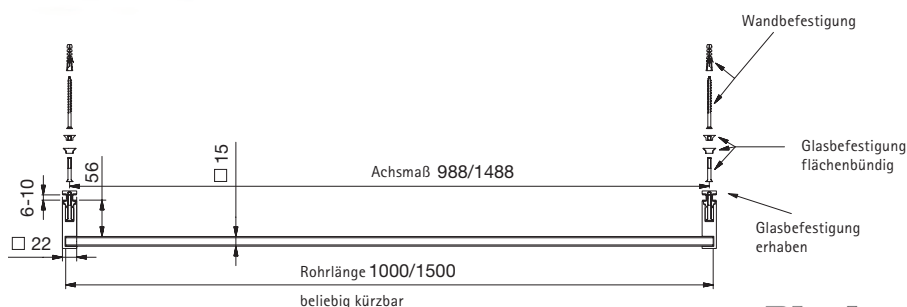 Wandbefestigung
Glasbefestigung
flächenbündig
□ 15
Achsmaß 988/1488
56
6-10
Glasbefestigung
erhaben
□ 22
Rohrlänge 1000/1500
beliebig kürzbar